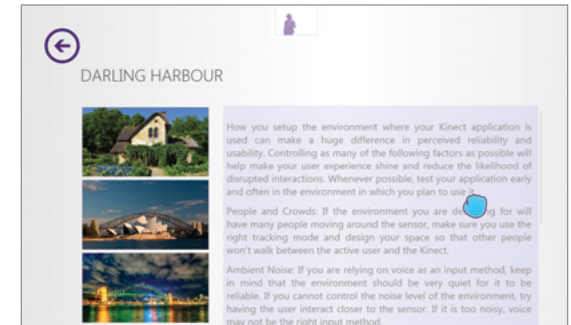 DARLING HARBOUR
How you setup the environment where your Kinect application is
used can make a huge difference in perceived reliability and
usability. Controlling as many of the following factors as possible will
help make your user experience shine and reduce the likelihood of
disrupted interactions. Whenever possible, test your application early
and often in the environment in which you plan to use
People and Crowds: If the environment you are for will
have many people moving around the sensor, make sure you use the
right tracking mode and design your space so that other people
won't walk between the active user and the Kinect.
Ambient Noise: If you are relying on voice as an input method, keep
in mind that the environment should be very quiet for it to be
reliable. If you cannot control the noise level of the environment, try
having the user interact closer to the sensor. If it is too noisy, voice
may not be the right input method.